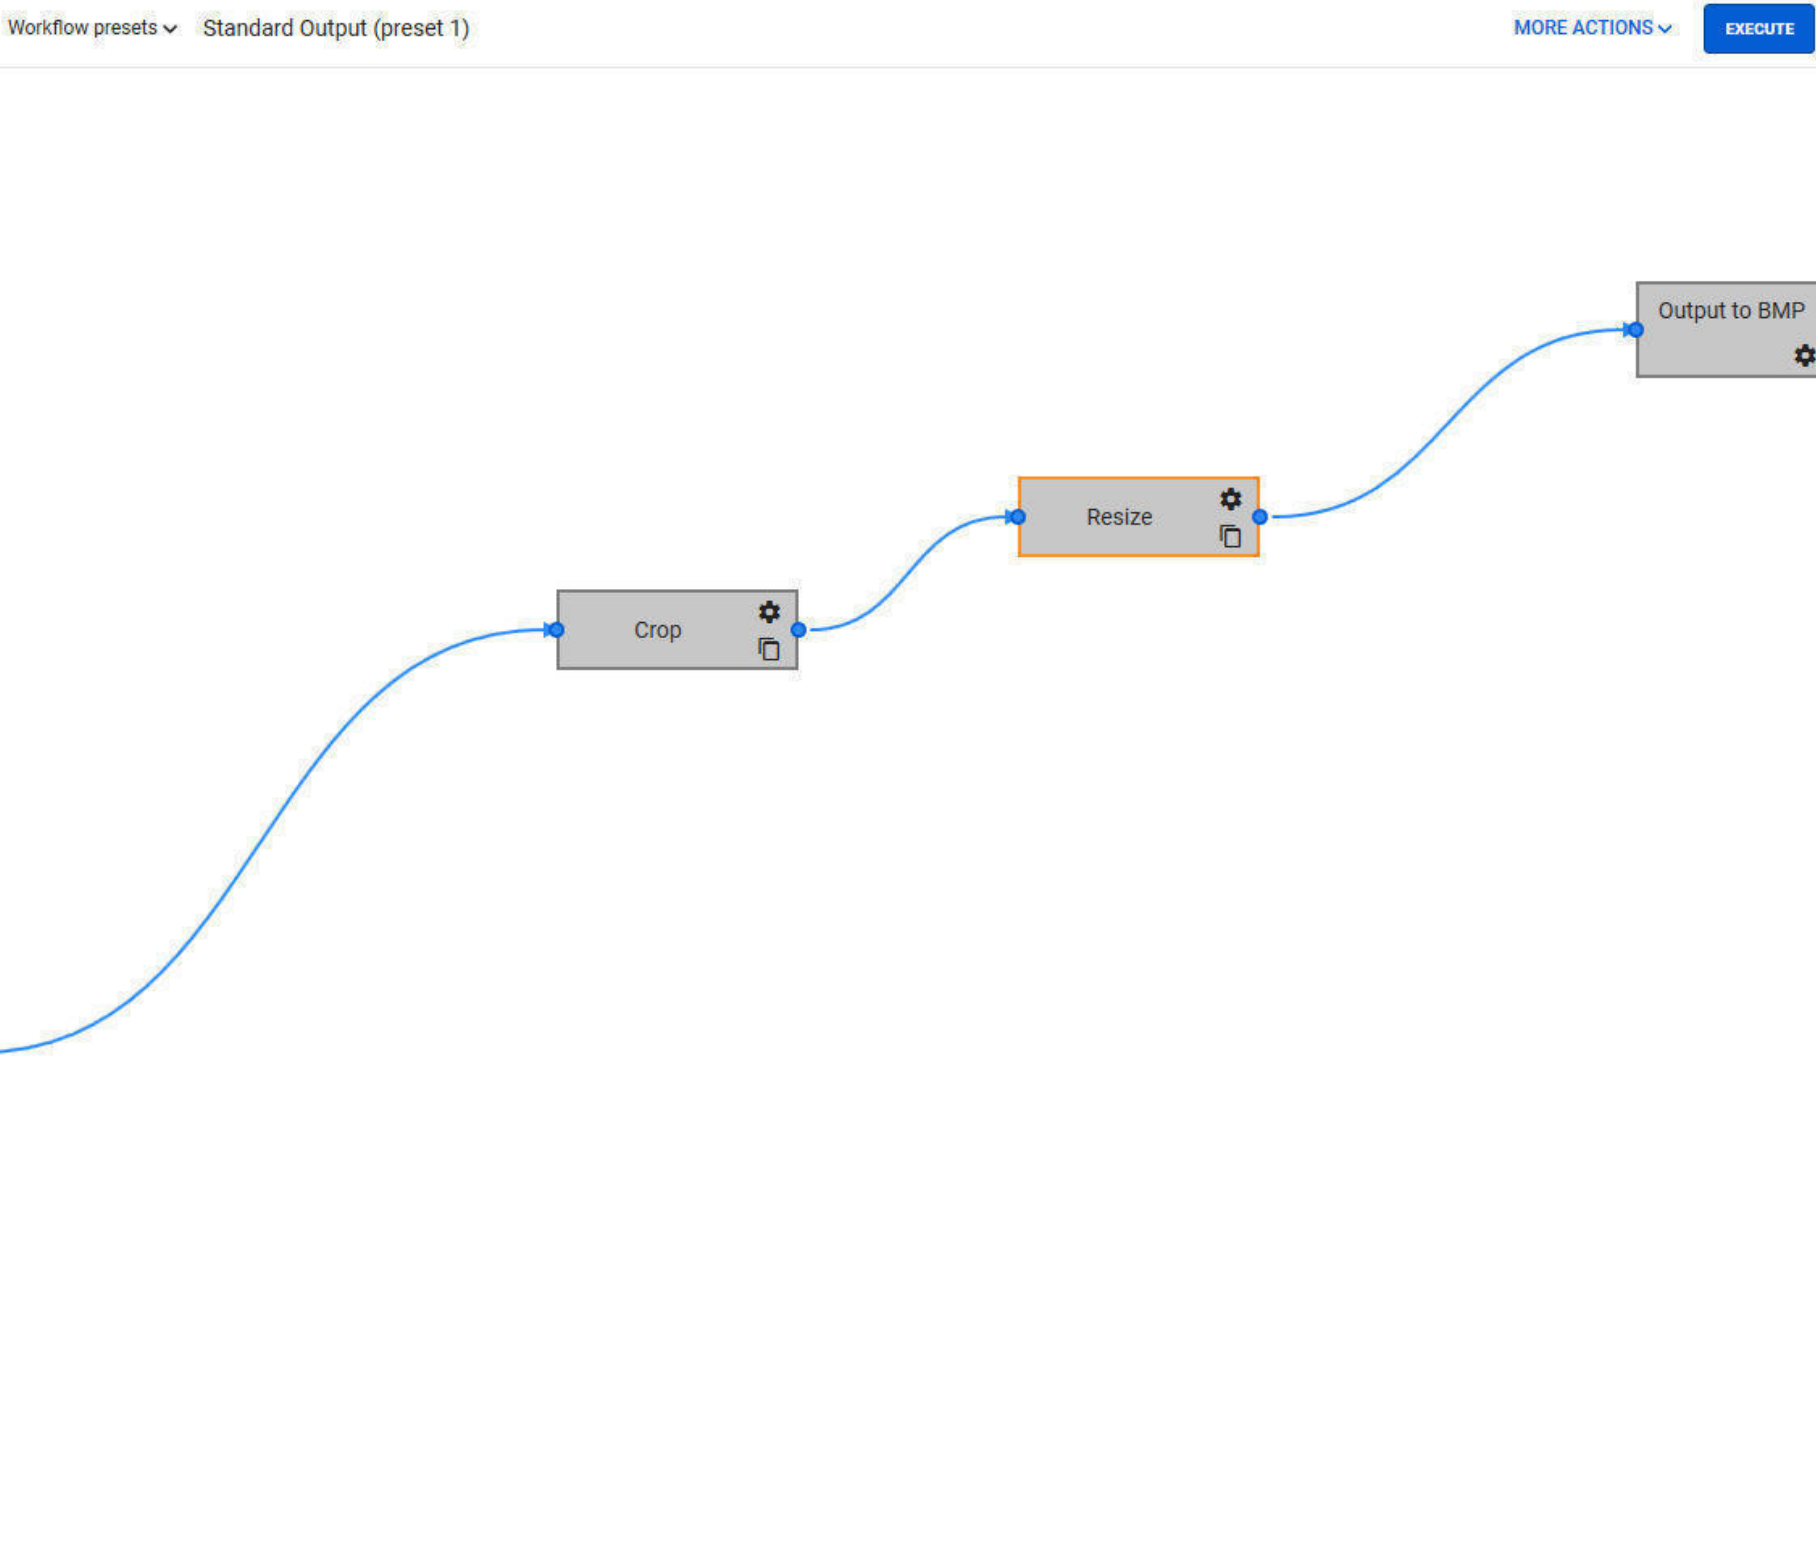 Workflow presets
Standard Output (preset 1)
MORE ACTIONS
EXECUTE
Output to BMP
Resize
Crop